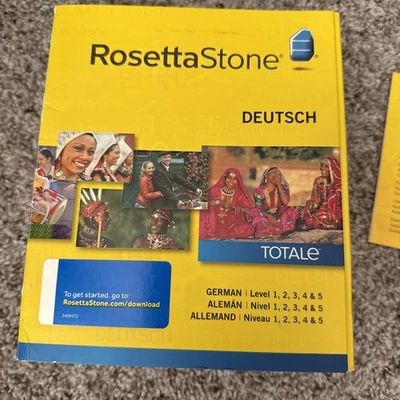 RosettaStone®
DEUTSCH
TOTALe
To get started, go to:
RosettaStone.com/download
GERMAN | Level 1, 2, 3, 4 & 5
ALEMÁN | Nivel 1, 2, 3, 4 & 5
ALLEMAND | Niveau 1, 2, 3, 4 & 5